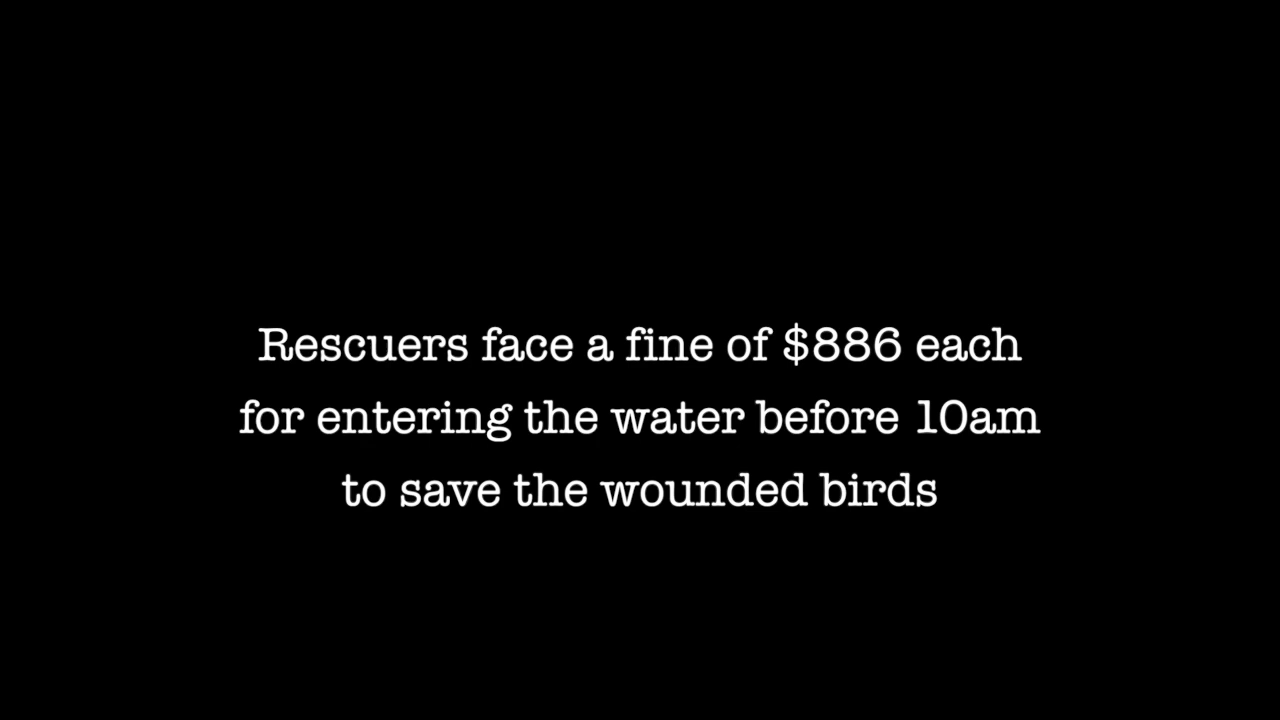 Rescuers face a fine of $886 each
for entering the water before 10am
to save the wounded birds